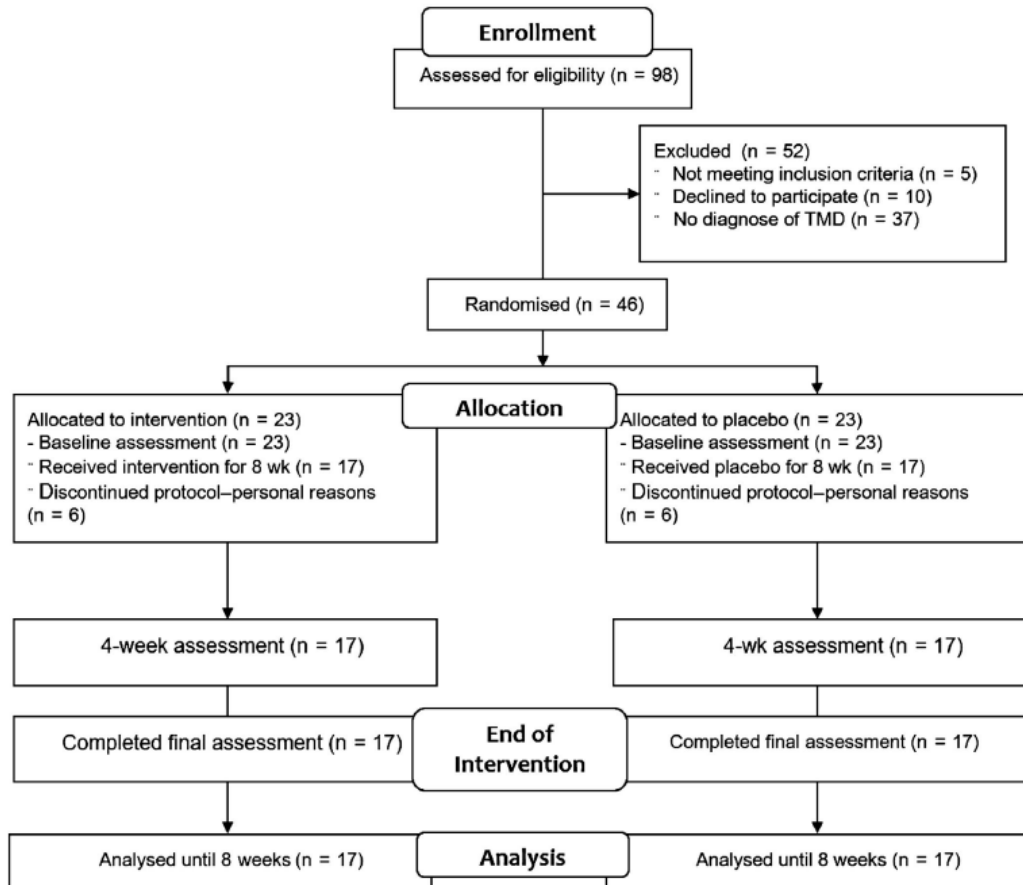 Enrollment
Assessed for eligibility (n = 98)
Excluded (n = 52)
¨ Not meeting inclusion criteria (n = 5)
¨ Declined to participate (n = 10)
¨ No diagnose of TMD (n = 37)
Randomised (n = 46)
Allocation
Allocated to intervention (n = 23)
- Baseline assessment (n = 23)
¨ Received intervention for 8 wk (n = 17)
¨ Discontinued protocol–personal reasons
(n = 6)
Allocated to placebo (n = 23)
- Baseline assessment (n = 23)
¨ Received placebo for 8 wk (n = 17)
¨ Discontinued protocol–personal reasons
(n = 6)
4-week assessment (n = 17)
4-wk assessment (n = 17)
End of
Intervention
Completed final assessment (n = 17)
Completed final assessment (n = 17)
Analysis
Analysed until 8 weeks (n = 17)
Analysed until 8 weeks (n = 17)